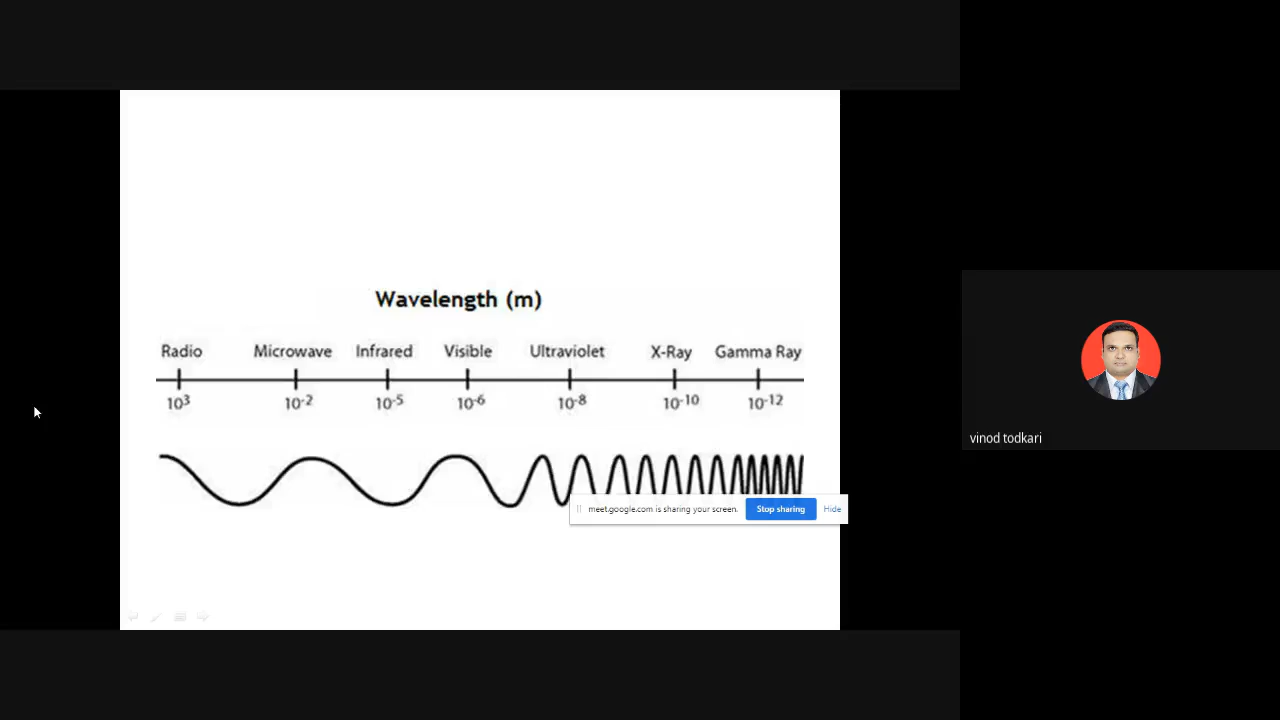 Wavelength (m)
Radio Microwave Infrared Visible Ultraviolet X-Ray Gamma Ray
10³ 10⁻² 10⁻⁵ 10⁻⁶ 10⁻⁸ 10⁻¹⁰ 10⁻¹²
vinod todkari
meet.google.com is sharing your screen. Stop sharing Hide